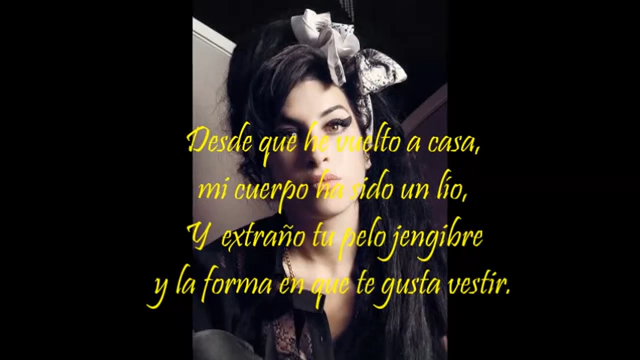 Desde que he vuelto a casa,
mi cuerpo ha sido un lío,
Y extraño tu pelo jengibre
y la forma en que te gusta vestir.